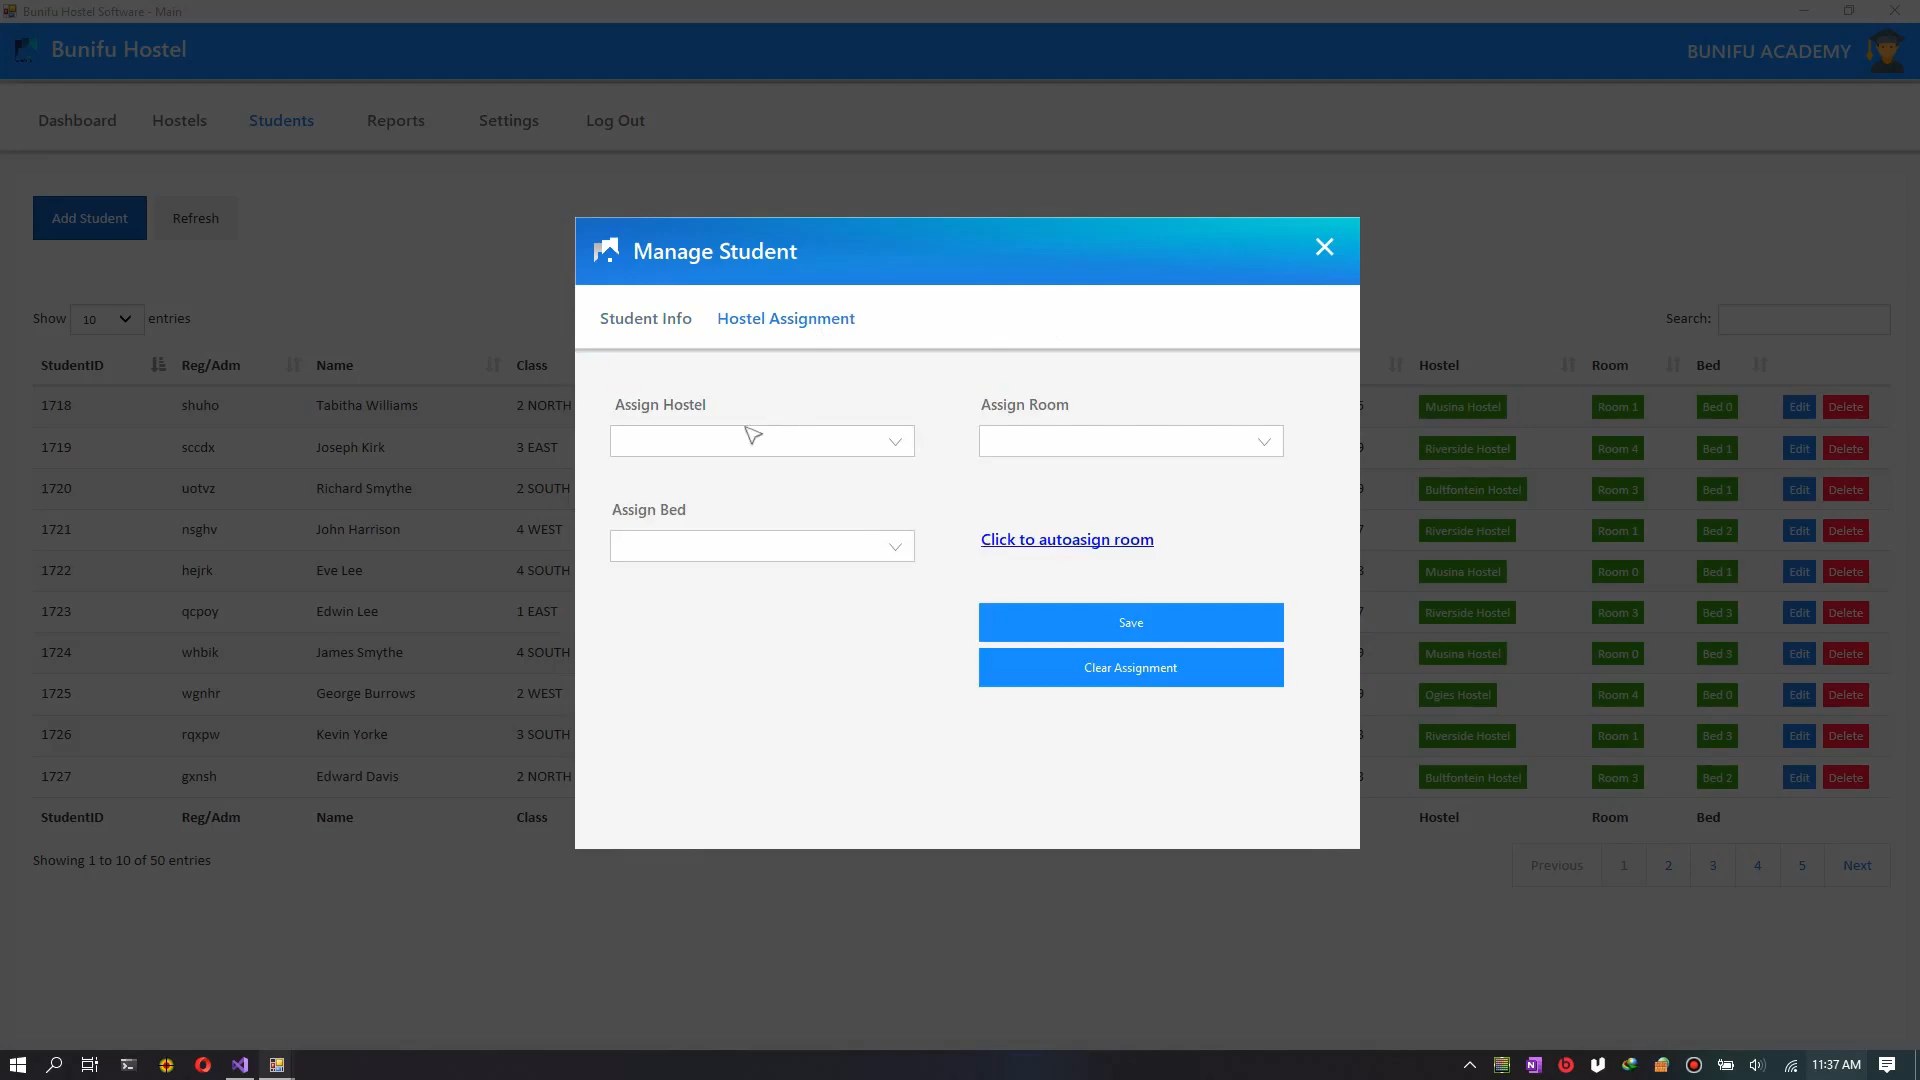 Bunifu Hostel Software - Main
Bunifu Hostel
BUNIFU ACADEMY
Dashboard Hostels Students Reports Settings Log Out
Add Student Refresh
Manage Student
Student Info Hostel Assignment
Show 10 entries
Search:
StudentID Reg/Adm Name Class Hostel Room Bed
Assign Hostel Assign Room
Assign Bed
Click to autoasign room
Save
Clear Assignment
1718 shuho Tabitha Williams 2 NORTH Musina Hostel Room 1 Bed 0 Edit Delete
1719 sccdx Joseph Kirk 3 EAST 9 Riverside Hostel Room 4 Bed 1 Edit Delete
1720 uotvz Richard Smythe 2 SOUTH 9 Bultfontein Hostel Room 3 Bed 1 Edit Delete
1721 nsghv John Harrison 4 WEST 7 Riverside Hostel Room 1 Bed 2 Edit Delete
1722 hejrk Eve Lee 4 SOUTH Musina Hostel Room 0 Bed 1 Edit Delete
1723 qcpoy Edwin Lee 1 EAST 7 Riverside Hostel Room 3 Bed 3 Edit Delete
1724 whbik James Smythe 4 SOUTH 9 Musina Hostel Room 0 Bed 3 Edit Delete
1725 wgnhr George Burrows 2 WEST 9 Ogies Hostel Room 4 Bed 0 Edit Delete
1726 rqxpw Kevin Yorke 3 SOUTH Riverside Hostel Room 1 Bed 3 Edit Delete
1727 gxnsh Edward Davis 2 NORTH Bultfontein Hostel Room 3 Bed 2 Edit Delete
StudentID Reg/Adm Name Class Hostel Room Bed
Showing 1 to 10 of 50 entries
Previous 1 2 3 4 5 Next
11:37 AM